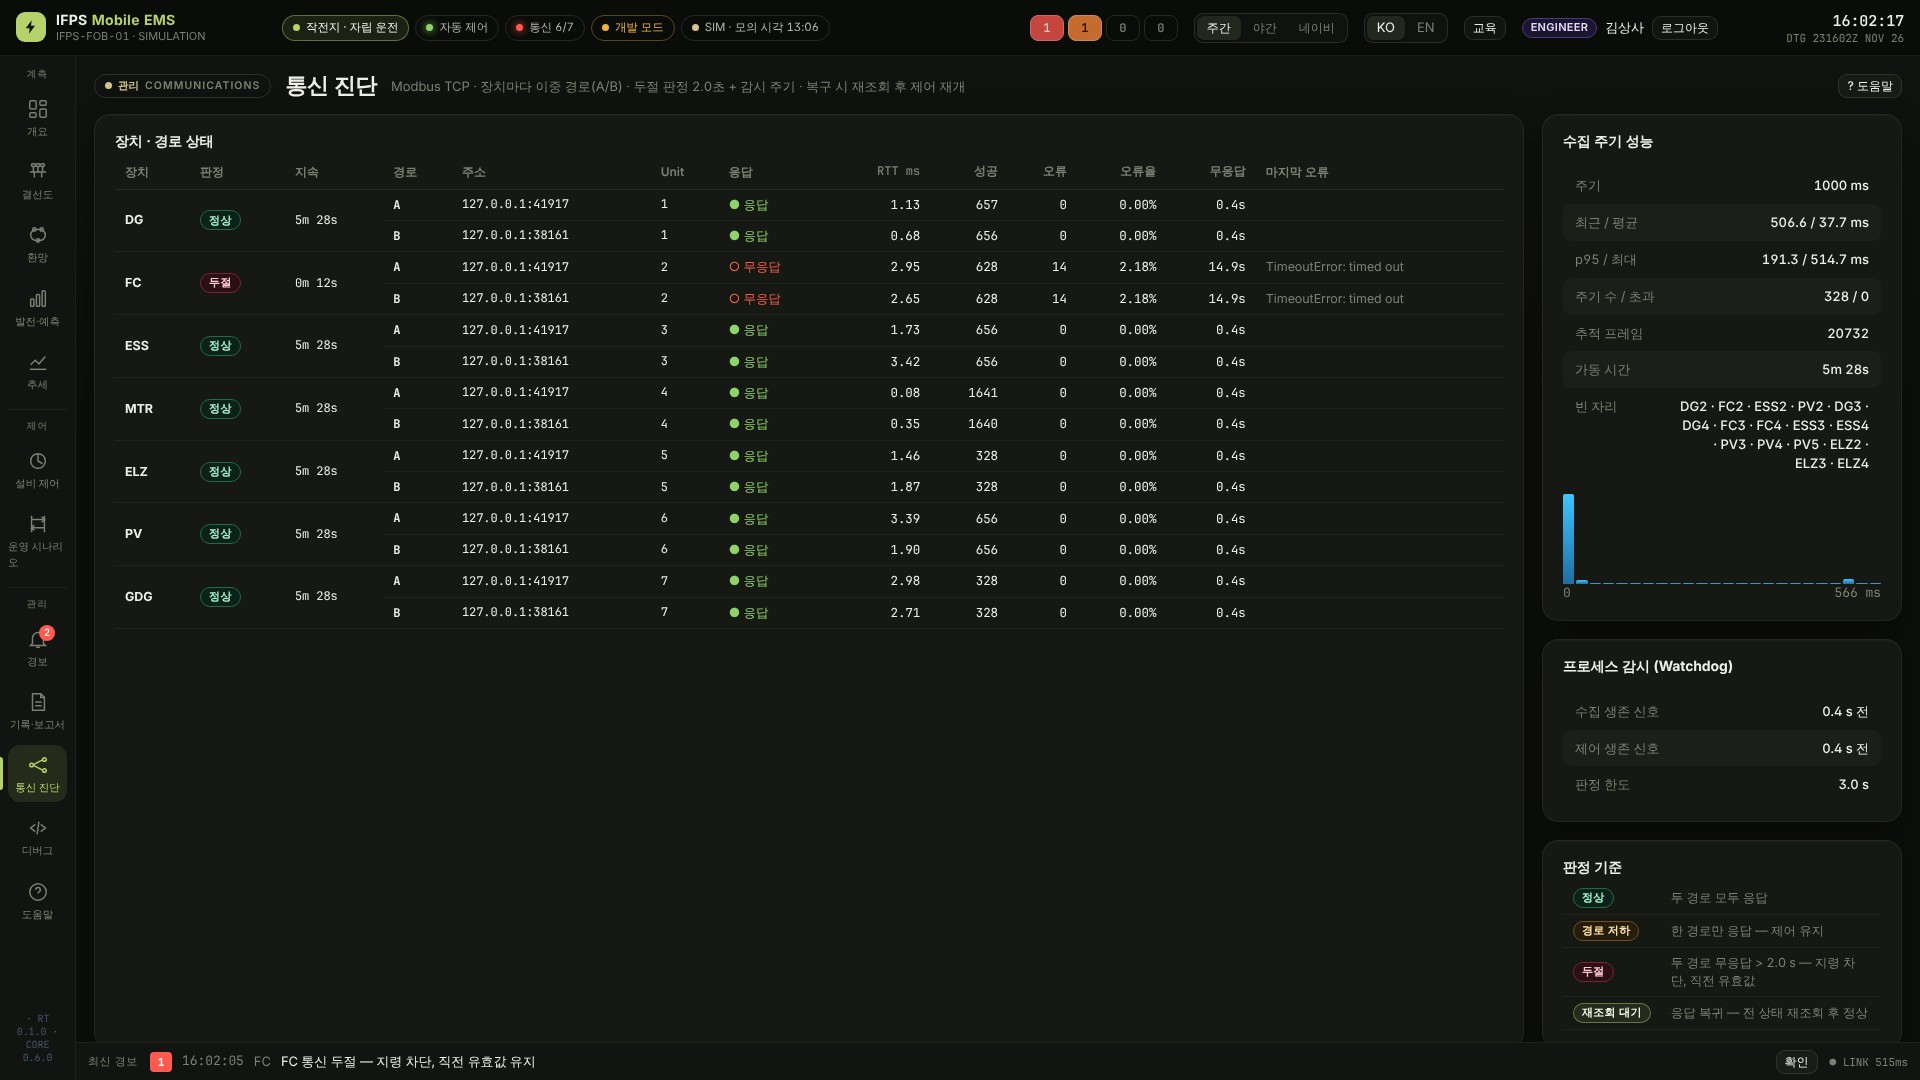 IFPS Mobile EMS
IFPS-FOB-01 · SIMULATION
작전지 · 자립 운전
자동 제어
통신 6/7
개발 모드
SIM · 모의 시각 13:06
1 1 0 0
주간 야간 네이비
KO EN
교육
ENGINEER 김상사 로그아웃
16:02:17
DTG 231602Z NOV 26
계측
개요
결선도
환망
발전·예측
추세
제어
설비 제어
운영 시나리
오
관리
2
경보
기록·보고서
통신 진단
디버그
도움말
· RT
0.1.0 ·
CORE
0.6.0
관리 COMMUNICATIONS
통신 진단
Modbus TCP · 장치마다 이중 경로(A/B) · 두절 판정 2.0초 + 감시 주기 · 복구 시 재조회 후 제어 재개
? 도움말
장치 · 경로 상태
장치 판정 지속 경로 주소 Unit 응답 RTT ms 성공 오류 오류율 무응답 마지막 오류
DG 정상 5m 28s
A 127.0.0.1:41917 1 응답 1.13 657 0 0.00% 0.4s
B 127.0.0.1:38161 1 응답 0.68 656 0 0.00% 0.4s
FC 두절 0m 12s
A 127.0.0.1:41917 2 무응답 2.95 628 14 2.18% 14.9s TimeoutError: timed out
B 127.0.0.1:38161 2 무응답 2.65 628 14 2.18% 14.9s TimeoutError: timed out
ESS 정상 5m 28s
A 127.0.0.1:41917 3 응답 1.73 656 0 0.00% 0.4s
B 127.0.0.1:38161 3 응답 3.42 656 0 0.00% 0.4s
MTR 정상 5m 28s
A 127.0.0.1:41917 4 응답 0.08 1641 0 0.00% 0.4s
B 127.0.0.1:38161 4 응답 0.35 1640 0 0.00% 0.4s
ELZ 정상 5m 28s
A 127.0.0.1:41917 5 응답 1.46 328 0 0.00% 0.4s
B 127.0.0.1:38161 5 응답 1.87 328 0 0.00% 0.4s
PV 정상 5m 28s
A 127.0.0.1:41917 6 응답 3.39 656 0 0.00% 0.4s
B 127.0.0.1:38161 6 응답 1.90 656 0 0.00% 0.4s
GDG 정상 5m 28s
A 127.0.0.1:41917 7 응답 2.98 328 0 0.00% 0.4s
B 127.0.0.1:38161 7 응답 2.71 328 0 0.00% 0.4s
수집 주기 성능
주기 1000 ms
최근 / 평균 506.6 / 37.7 ms
p95 / 최대 191.3 / 514.7 ms
주기 수 / 초과 328 / 0
추적 프레임 20732
가동 시간 5m 28s
빈 자리 DG2 · FC2 · ESS2 · PV2 · DG3 ·
DG4 · FC3 · FC4 · ESS3 · ESS4
· PV3 · PV4 · PV5 · ELZ2 ·
ELZ3 · ELZ4
0 566 ms
프로세스 감시 (Watchdog)
수집 생존 신호 0.4 s 전
제어 생존 신호 0.4 s 전
판정 한도 3.0 s
판정 기준
정상 두 경로 모두 응답
경로 저하 한 경로만 응답 — 제어 유지
두절 두 경로 무응답 > 2.0 s — 지령 차
단, 직전 유효값
재조회 대기 응답 복귀 — 전 상태 재조회 후 정상
최신 경보 1 16:02:05 FC FC 통신 두절 — 지령 차단, 직전 유효값 유지
확인 LINK 515ms